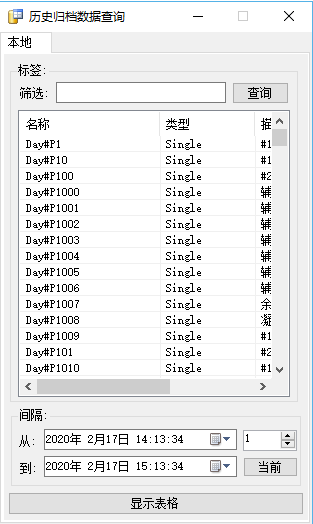 历史归档数据查询
本地
标签:
筛选: 查询
名称 类型
Day#P1 Single #1
Day#P10 Single #1
Day#P100 Single #2
Day#P1000 Single 辅
Day#P1001 Single 辅
Day#P1002 Single 辅
Day#P1003 Single 辅
Day#P1004 Single 辅
Day#P1005 Single 辅
Day#P1006 Single 辅
Day#P1007 Single 余
Day#P1008 Single 凝
Day#P1009 Single #1
Day#P101 Single #2
Day#P1010 Single #1
间隔:
从: 2020年 2月17日 14:13:34 1
到: 2020年 2月17日 15:13:34 当前
显示表格